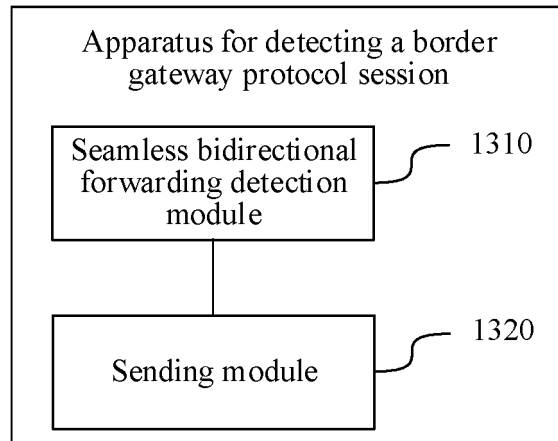 Apparatus for detecting a border
gateway protocol session
Seamless bidirectional
forwarding detection
module
1310
Sending module
1320